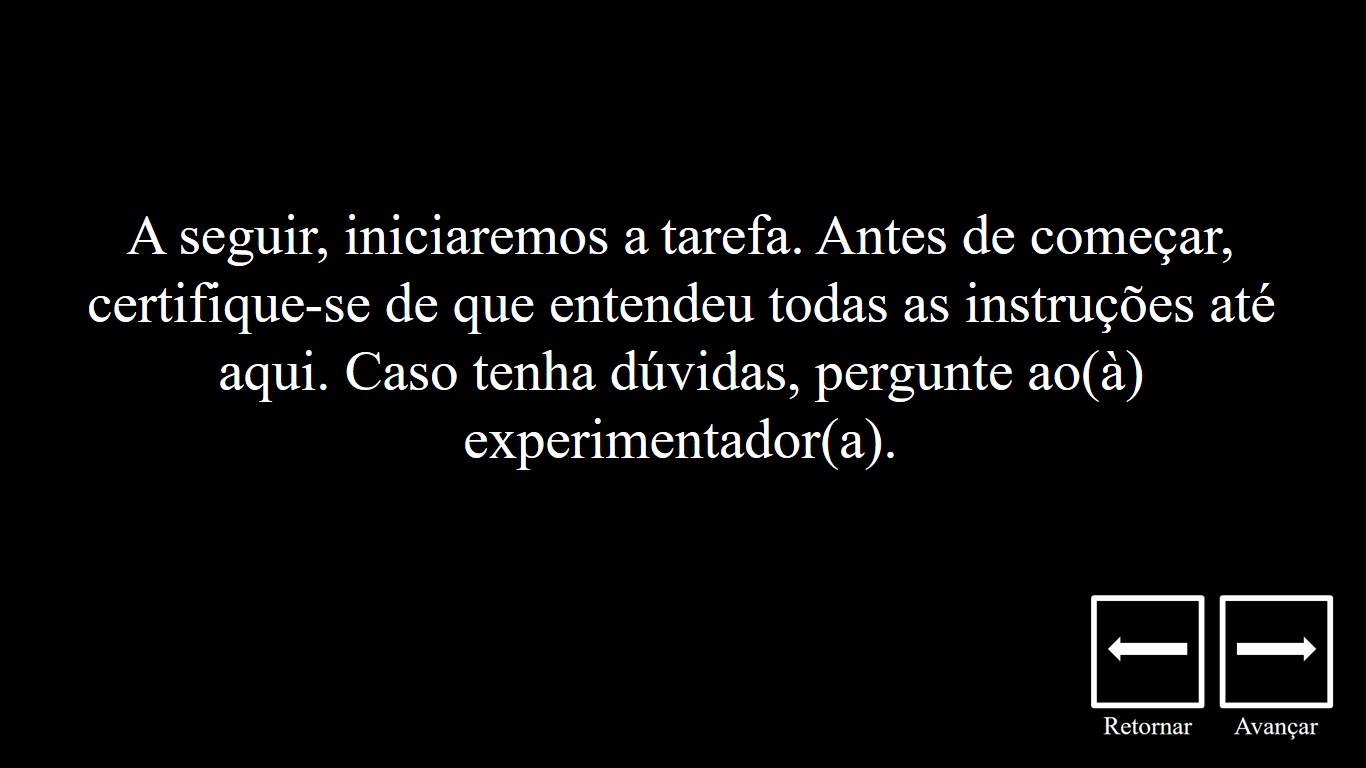 A seguir, iniciaremos a tarefa. Antes de começar,
certifique-se de que entendeu todas as instruções até
aqui. Caso tenha dúvidas, pergunte ao(à)
experimentador(a).
Retornar
Avançar